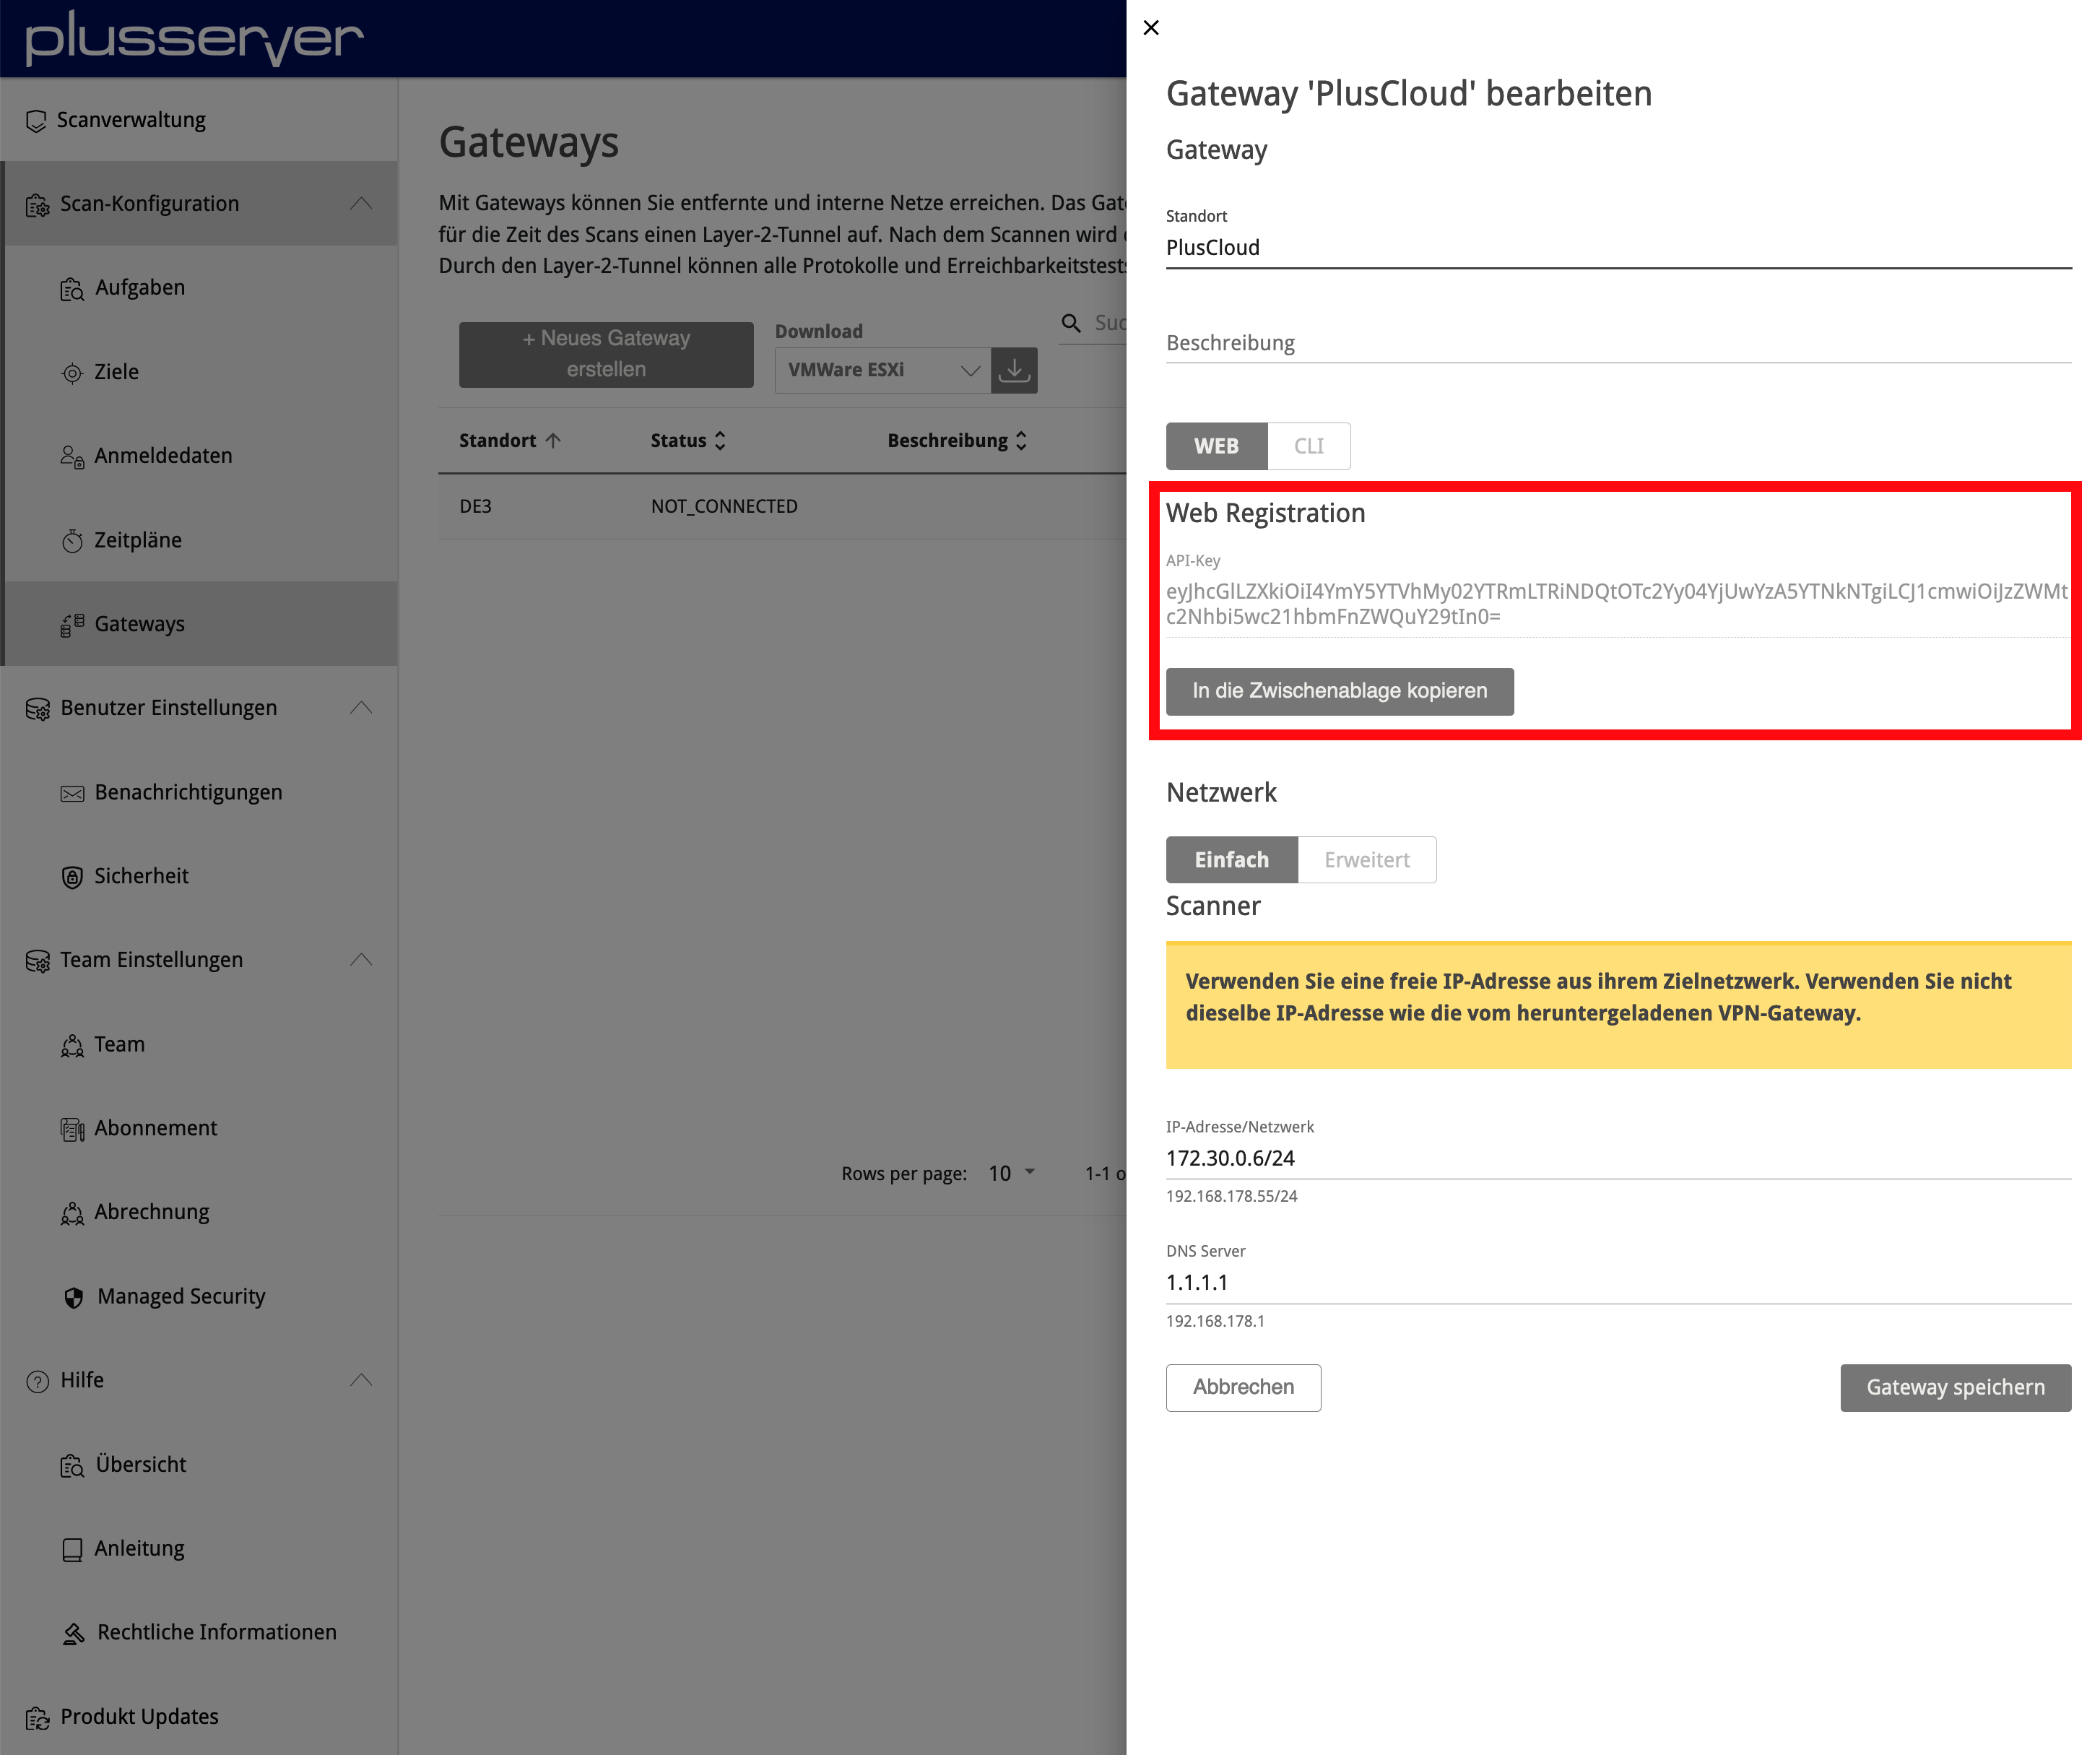 plusserver
Scanverwaltung
Scan-Konfiguration
Aufgaben
Ziele
Anmeldedaten
Zeitpläne
Gateways
Benutzer Einstellungen
Benachrichtigungen
Sicherheit
Team Einstellungen
Team
Abonnement
Abrechnung
Managed Security
Hilfe
Übersicht
Anleitung
Rechtliche Informationen
Produkt Updates
Gateways
Mit Gateways können Sie entfernte und interne Netze erreichen. Das
für die Zeit des Scans einen Layer-2-Tunnel auf. Nach dem Scannen wird
Durch den Layer-2-Tunnel können alle Protokolle und Erreichbarkeitstests
+ Neues Gateway
erstellen
Download
VMWare ESXi
Standort
Status
Beschreibung
DE3
NOT_CONNECTED
Rows per page:
10
1-1
Gateway 'PlusCloud' bearbeiten
Gateway
Standort
PlusCloud
Beschreibung
WEB
CLI
Web Registration
API-Key
eyJhcGlLZXkiOiI4YmY5YTVhMy02YTRmLTRiNDQtOTc2Yy04YjUwYzA5YTNkNTgiLCJ1cmwiOiJzZWMt
c2Nhbi5wc21hbmFnZWQuY29tIn0=
In die Zwischenablage kopieren
Netzwerk
Einfach
Erweitert
Scanner
Verwenden Sie eine freie IP-Adresse aus ihrem Zielnetzwerk. Verwenden Sie nicht
dieselbe IP-Adresse wie die vom heruntergeladenen VPN-Gateway.
IP-Adresse/Netzwerk
172.30.0.6/24
192.168.178.55/24
DNS Server
1.1.1.1
192.168.178.1
Abbrechen
Gateway speichern